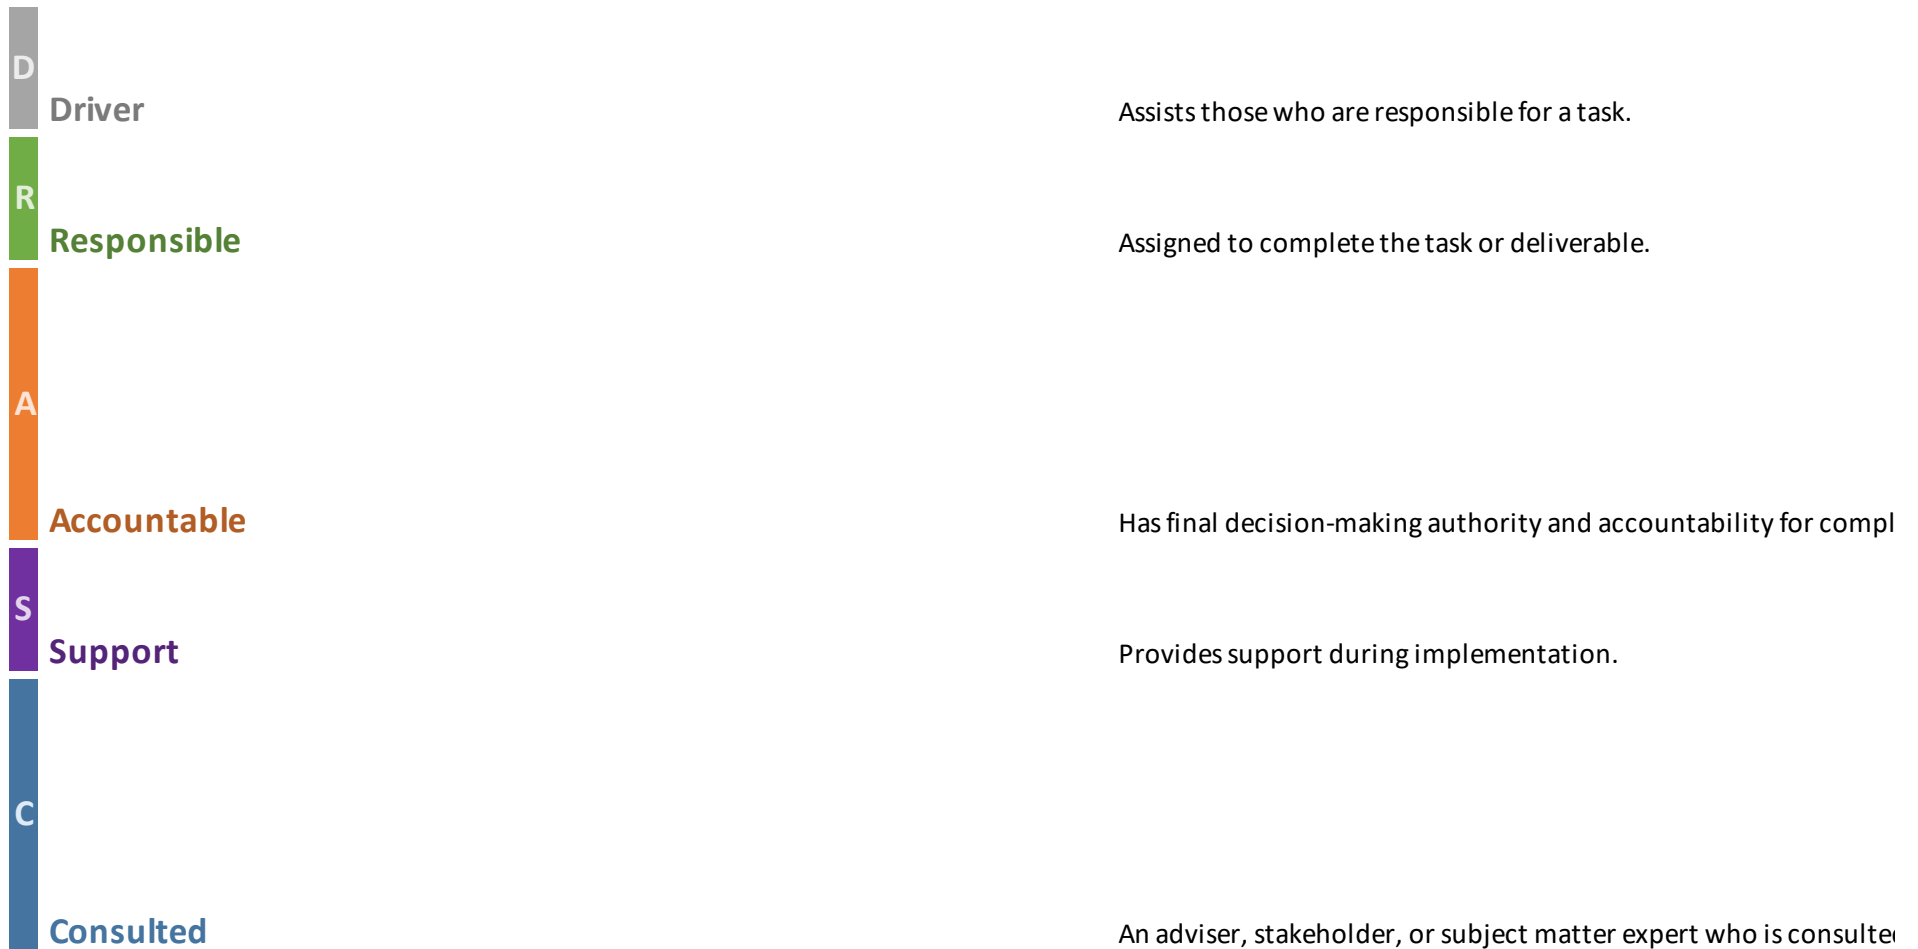 D
Driver Assists those who are responsible for a task.
R
Responsible Assigned to complete the task or deliverable.
A
Accountable Has final decision-making authority and accountability for compl
S
Support Provides support during implementation.
C
Consulted An adviser, stakeholder, or subject matter expert who is consulte